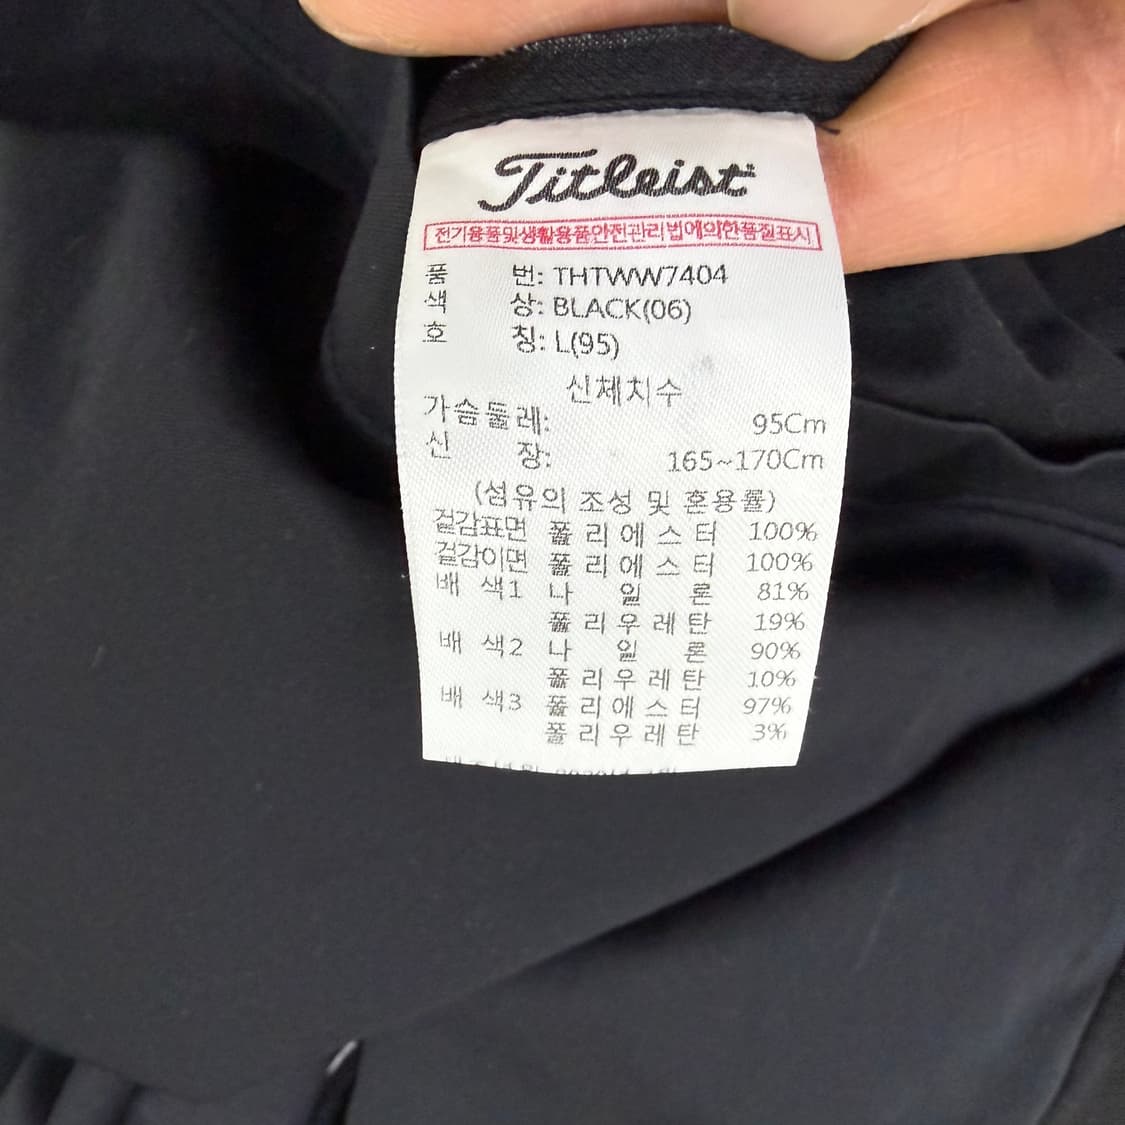 Titleist
전기용품및생활용품안전관리법에의한품질표시
품 번: THTWW7404
색 상: BLACK(06)
호 칭: L(95)
신체치수
가슴둘레: 95Cm
신 장: 165~170Cm
(섬유의 조성 및 혼용률)
겉감표면 폴리에스터 100%
겉감이면 폴리에스터 100%
배 색1 나 일 론 81%
폴리우레탄 19%
배 색2 나 일 론 90%
폴리우레탄 10%
배 색3 폴리에스터 97%
폴리우레탄 3%